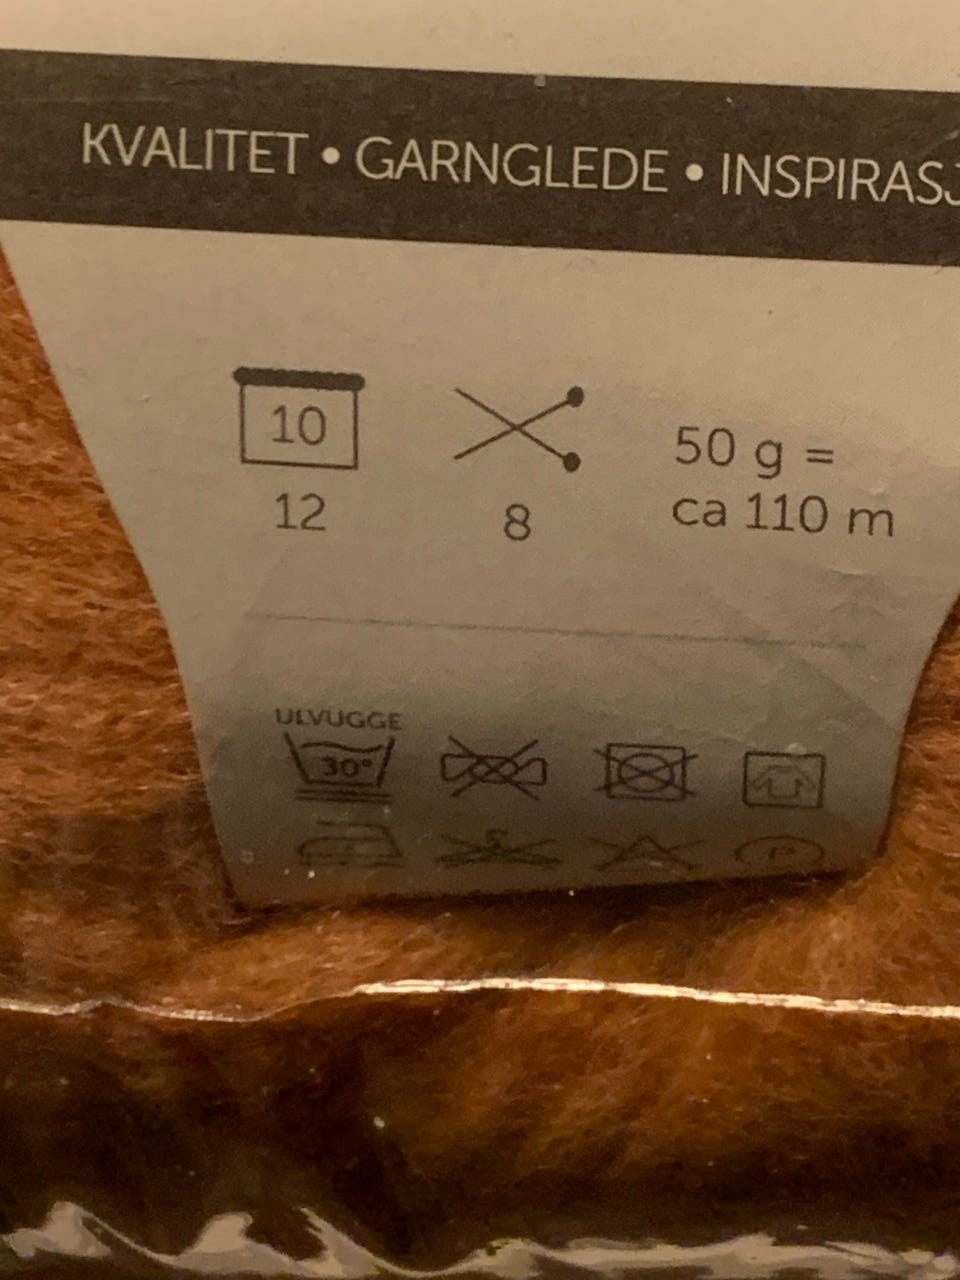 KVALITET • GARNGLEDE • INSPIRASJ
10
12
8
50 g =
ca 110 m
ULVUGGE
30°
P